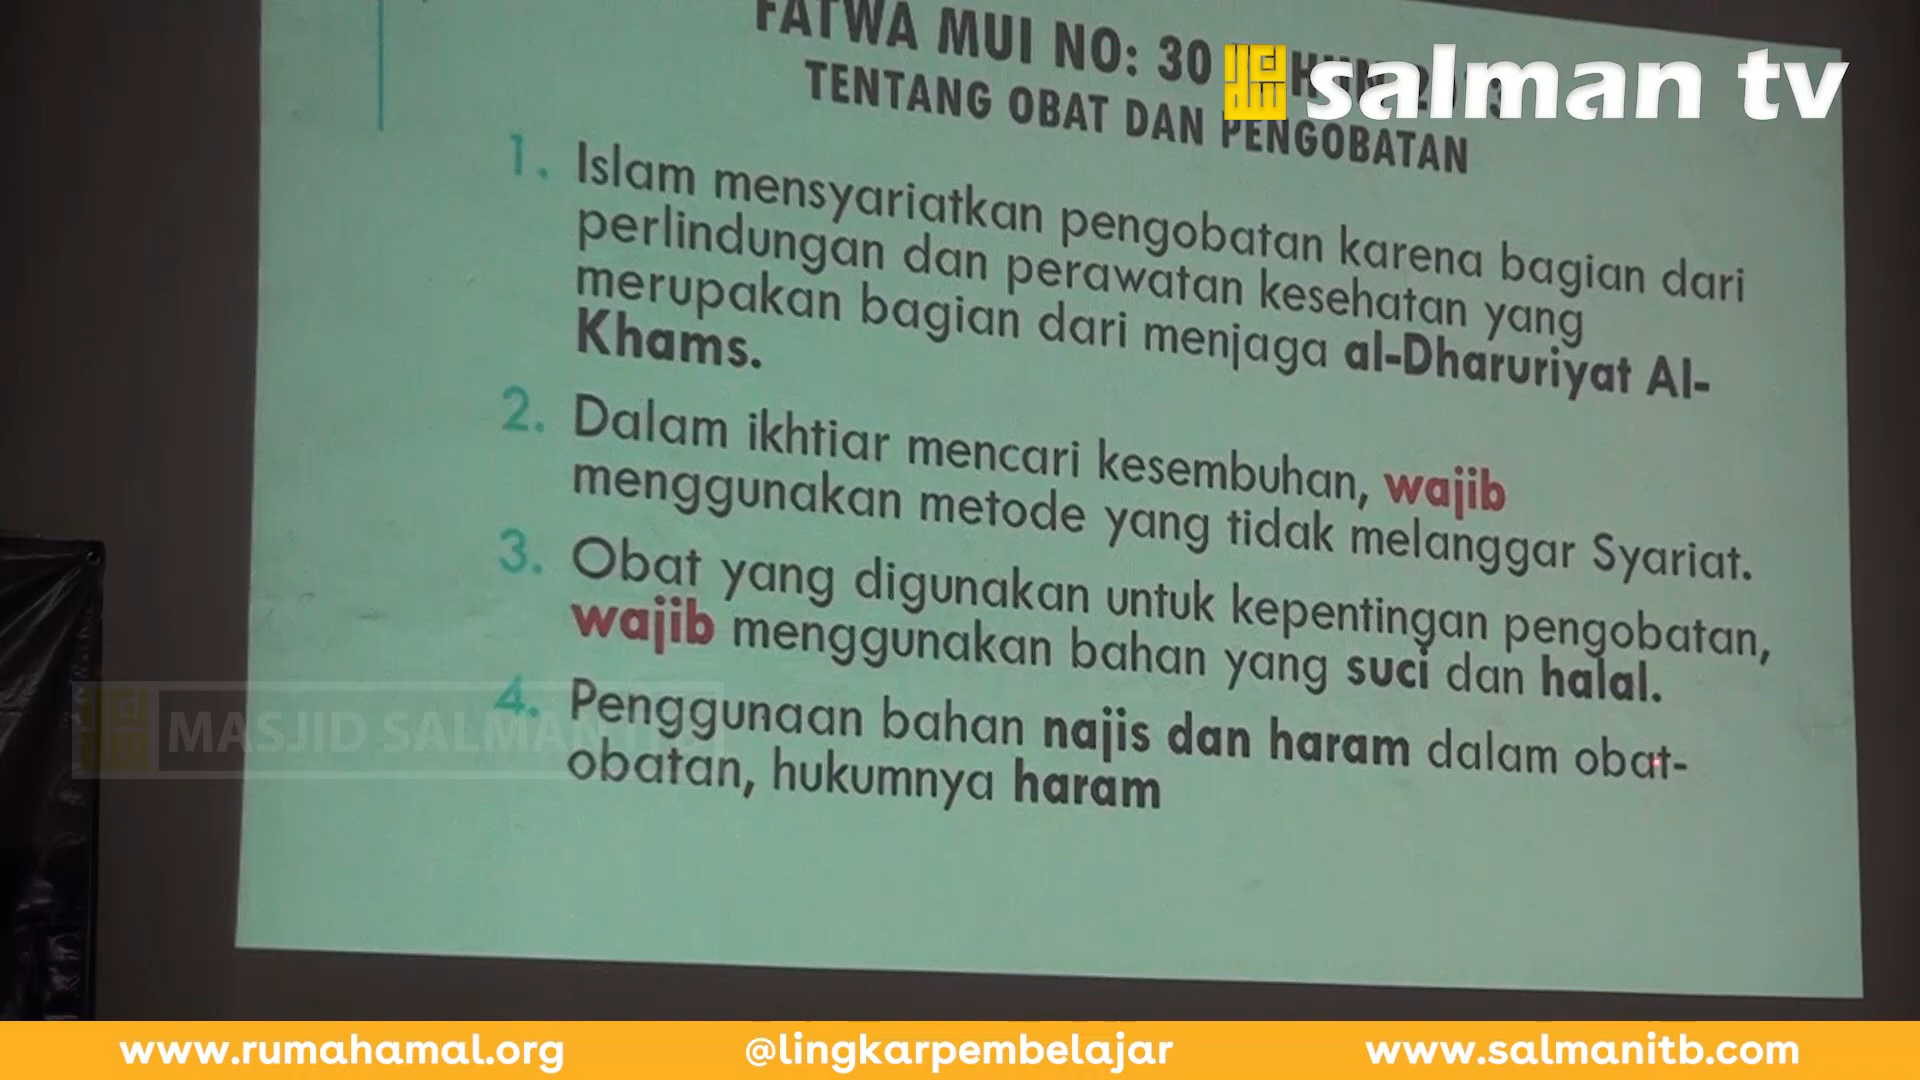 FATWA MUI NO: 30
salman tv
TENTANG OBAT DAN PENGOBATAN
1. Islam mensyariatkan pengobatan karena bagian dari
perlindungan dan perawatan kesehatan yang
merupakan bagian dari menjaga al-Dharuriyat Al-
Khams.
2. Dalam ikhtiar mencari kesembuhan, wajib
menggunakan metode yang tidak melanggar Syariat.
3. Obat yang digunakan untuk kepentingan pengobatan,
wajib menggunakan bahan yang suci dan halal.
4. Penggunaan bahan najis dan haram dalam obat-
obatan, hukumnya haram
MASJID SALMAN ITB
www.rumahamal.org
@lingkarpembelajar
www.salmanitb.com